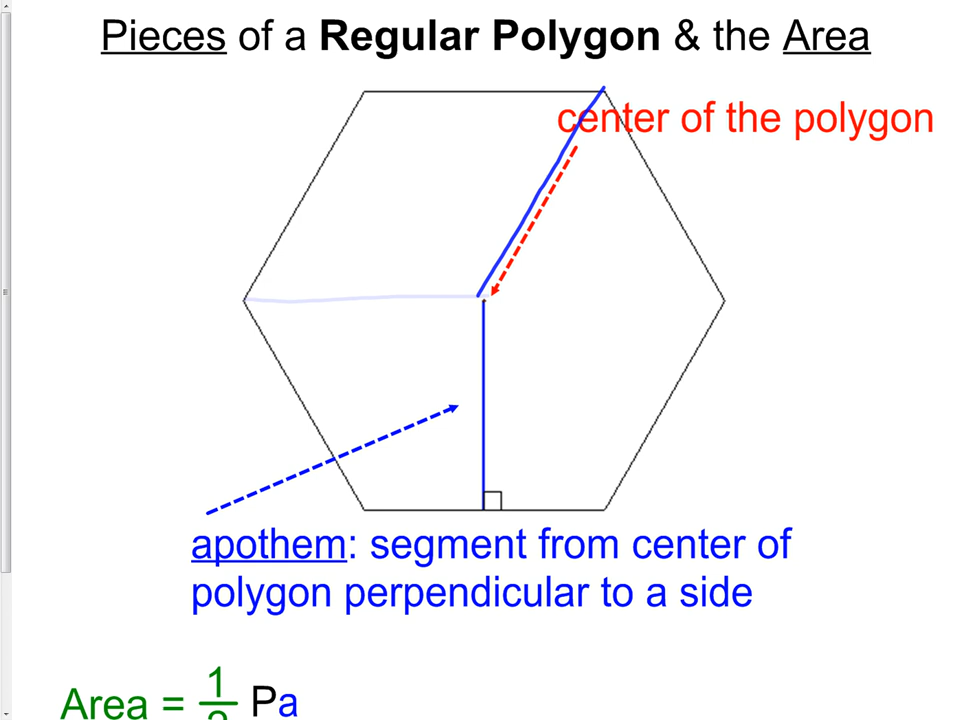 Pieces of a Regular Polygon & the Area
center of the polygon
apothem: segment from center of
polygon perpendicular to a side
Area = 1/2 Pa